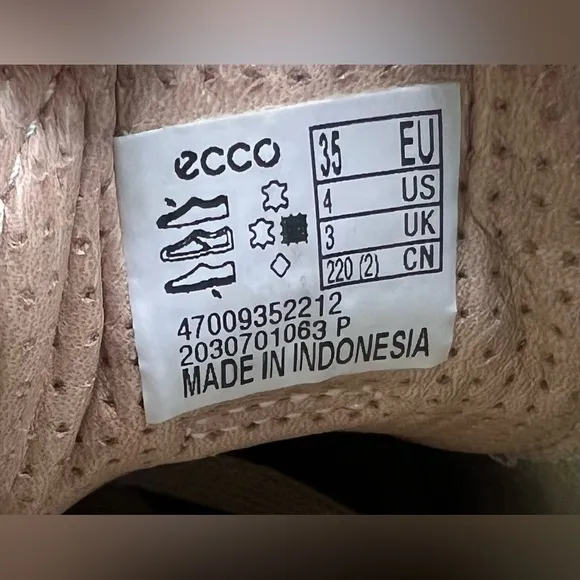 ecco
35 EU
4 US
3 UK
220 (2) CN
47009352212
2030701063 P
MADE IN INDONESIA